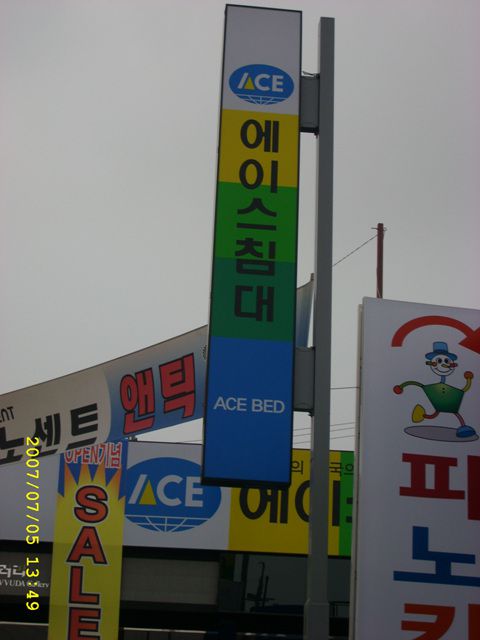 ACE
에이스침대
ACE BED
노센트
앤틱
OPEN기념
SALE
ACE
에이
파
노
2007/07/05 13:49